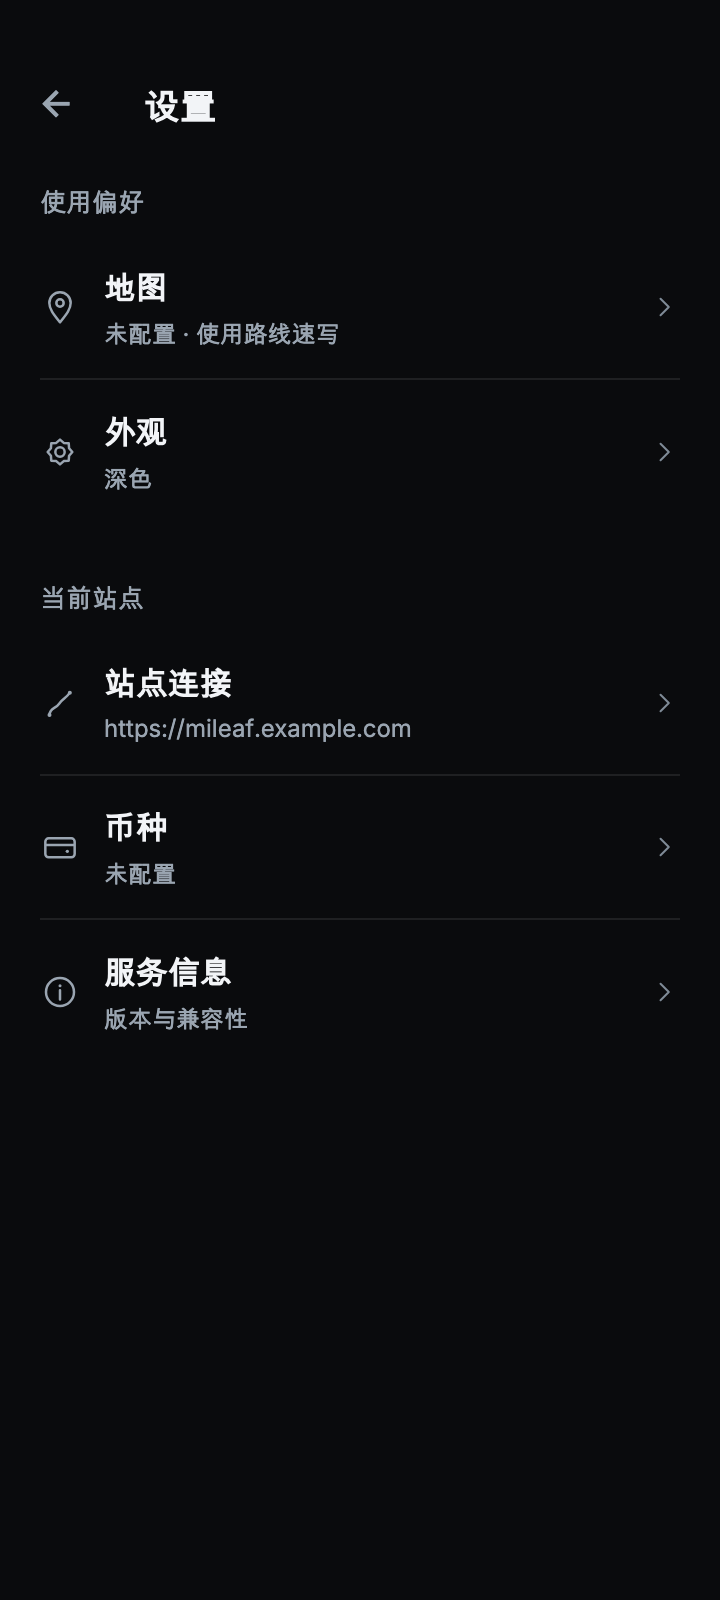 设置
使用偏好
地图
未配置 · 使用路线速写
外观
深色
当前站点
站点连接
https://mileaf.example.com
币种
未配置
服务信息
版本与兼容性